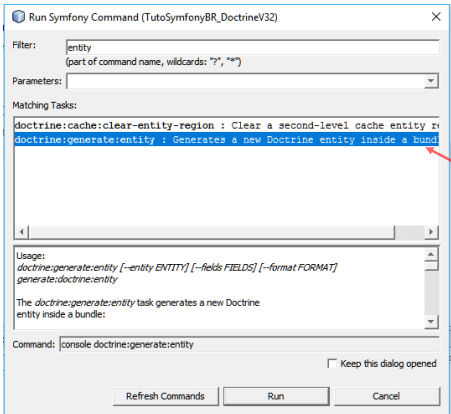 Run Symfony Command (TutoSymfonyBR_DoctrineV32)
Filter: entity
(part of command name, wildcards: "?", "*")
Parameters:
Matching Tasks:
doctrine:cache:clear-entity-region : Clear a second-level cache entity
doctrine:generate:entity : Generates a new Doctrine entity inside a
Usage:
doctrine:generate:entity [--entity ENTITY] [--fields FIELDS] [--format FORMAT]
generate:doctrine:entity
The doctrine:generate:entity task generates a new Doctrine
entity inside a bundle:
Command: console doctrine:generate:entity
Keep this dialog opened
Refresh Commands Run Cancel